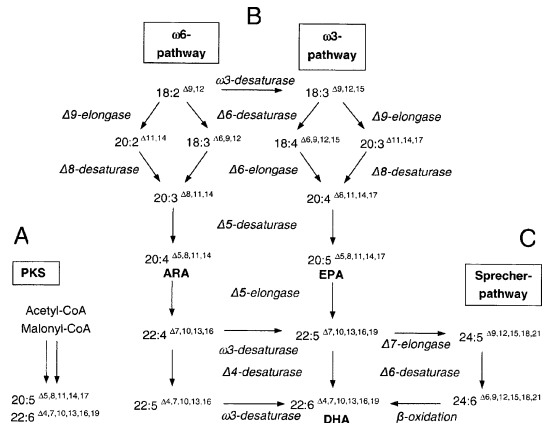 B
ω6-
pathway
ω3-
pathway
ω3-desaturase
18:2 Δ9,12
18:3 Δ9,12,15
Δ9-elongase
Δ6-desaturase
Δ9-elongase
20:2 Δ11,14
18:3 Δ6,9,12
18:4 Δ6,9,12,15
20:3 Δ11,14,17
Δ8-desaturase
Δ6-elongase
Δ8-desaturase
20:3 Δ8,11,14
20:4 Δ6,11,14,17
Δ5-desaturase
A
C
20:4 Δ5,8,11,14
ARA
20:5 Δ5,8,11,14,17
EPA
PKS
Sprecher-
pathway
Δ5-elongase
Acetyl-CoA
Malonyl-CoA
22:4 Δ7,10,13,16
22:5 Δ7,10,13,16,19
24:5 Δ9,12,15,18,21
ω3-desaturase
Δ7-elongase
Δ4-desaturase
Δ6-desaturase
20:5 Δ5,8,11,14,17
22:6 Δ4,7,10,13,16,19
22:5 Δ4,7,10,13.16
22:6 Δ4,7,10,13,16,19
24:6 Δ6,9,12,15,18,21
ω3-desaturase
DHA
β-oxidation